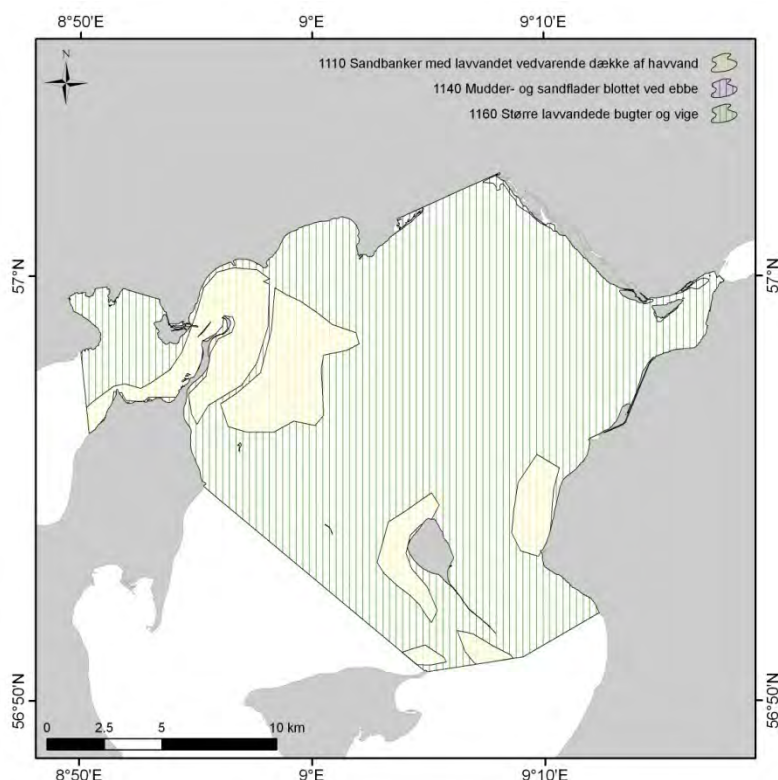 8°50'E 9°E 9°10'E
N
1110 Sandbanker med lavvandet vedvarende dække af havvand
1140 Mudder- og sandflader blottet ved ebbe
1160 Større lavvandede bugter og vige
57°N 57°N
56°50'N 56°50'N
0 2.5 5 10 km
8°50'E 9°E 9°10'E